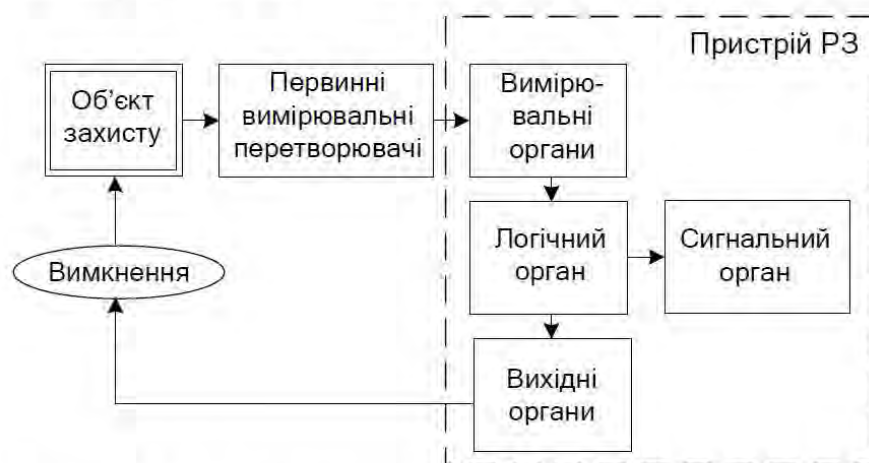 Пристрій РЗ
Об’єкт
захисту
Первинні
вимірювальні
перетворювачі
Вимірю-
вальні
органи
Логічний
орган
Сигнальний
орган
Вимкнення
Вихідні
органи